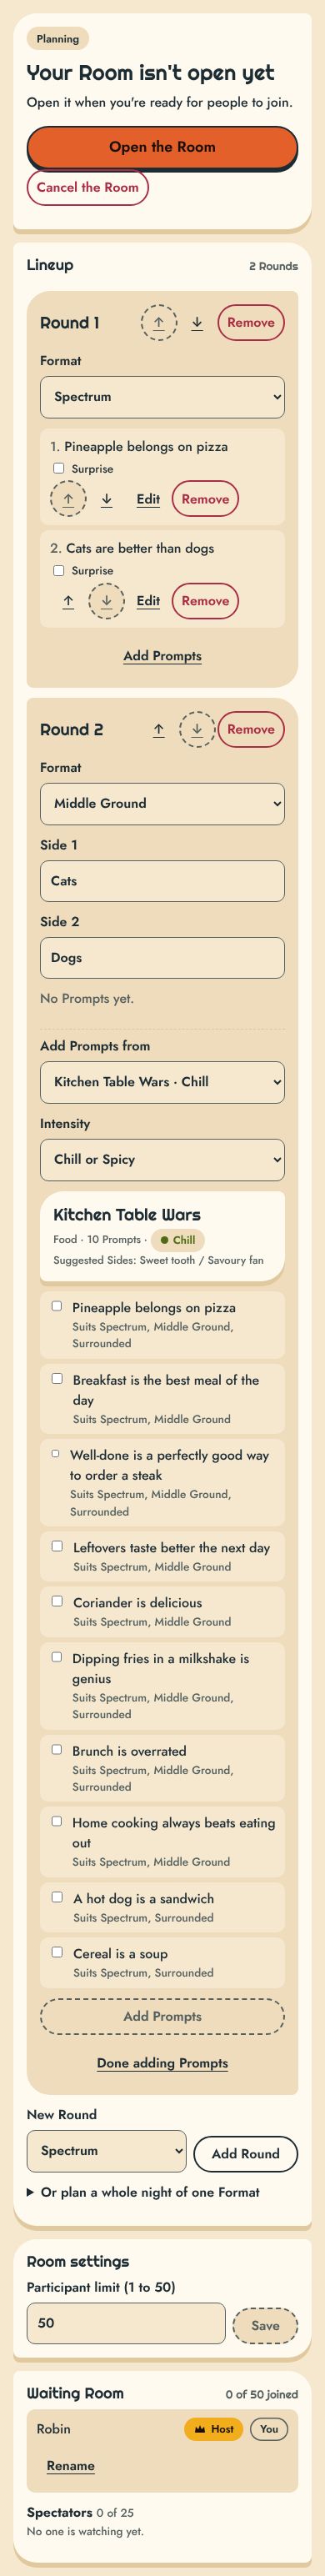 Planning
Your Room isn't open yet
Open it when you're ready for people to join.
Open the Room
Cancel the Room
Lineup
2 Rounds
Round 1
↑
↓
Remove
Format
Spectrum
1. Pineapple belongs on pizza
Surprise
↑
↓
Edit
Remove
2. Cats are better than dogs
Surprise
↑
↓
Edit
Remove
Add Prompts
Round 2
↑
↓
Remove
Format
Middle Ground
Side 1
Cats
Side 2
Dogs
No Prompts yet.
Add Prompts from
Kitchen Table Wars · Chill
Intensity
Chill or Spicy
Kitchen Table Wars
Food · 10 Prompts · Chill
Suggested Sides: Sweet tooth / Savoury fan
Pineapple belongs on pizza
Suits Spectrum, Middle Ground,
Surrounded
Breakfast is the best meal of the
day
Suits Spectrum, Middle Ground
Well-done is a perfectly good way
to order a steak
Suits Spectrum, Middle Ground,
Surrounded
Leftovers taste better the next day
Suits Spectrum, Middle Ground
Coriander is delicious
Suits Spectrum, Middle Ground
Dipping fries in a milkshake is
genius
Suits Spectrum, Middle Ground,
Surrounded
Brunch is overrated
Suits Spectrum, Middle Ground,
Surrounded
Home cooking always beats eating
out
Suits Spectrum, Middle Ground
A hot dog is a sandwich
Suits Spectrum, Surrounded
Cereal is a soup
Suits Spectrum, Surrounded
Add Prompts
Done adding Prompts
New Round
Spectrum
Add Round
Or plan a whole night of one Format
Room settings
Participant limit (1 to 50)
50
Save
Waiting Room
0 of 50 joined
Robin
Host
You
Rename
Spectators 0 of 25
No one is watching yet.